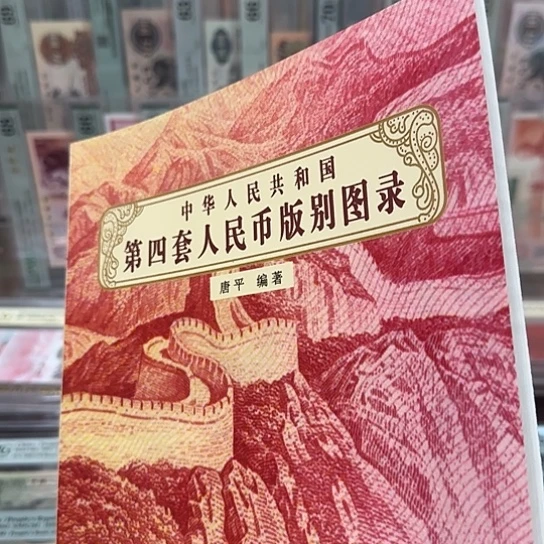 中华人民共和国
第四套人民币版别图录
唐平 编著